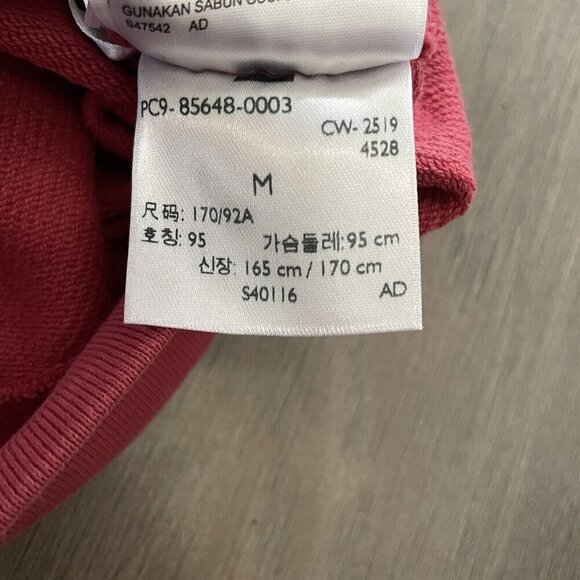 GUNAKAN SABUN
S47542 AD
PC9-85648-0003
CW-2519
4528
M
尺码: 170/92A
호칭: 95 가슴둘레:95 cm
신장: 165 cm / 170 cm
S40116 AD